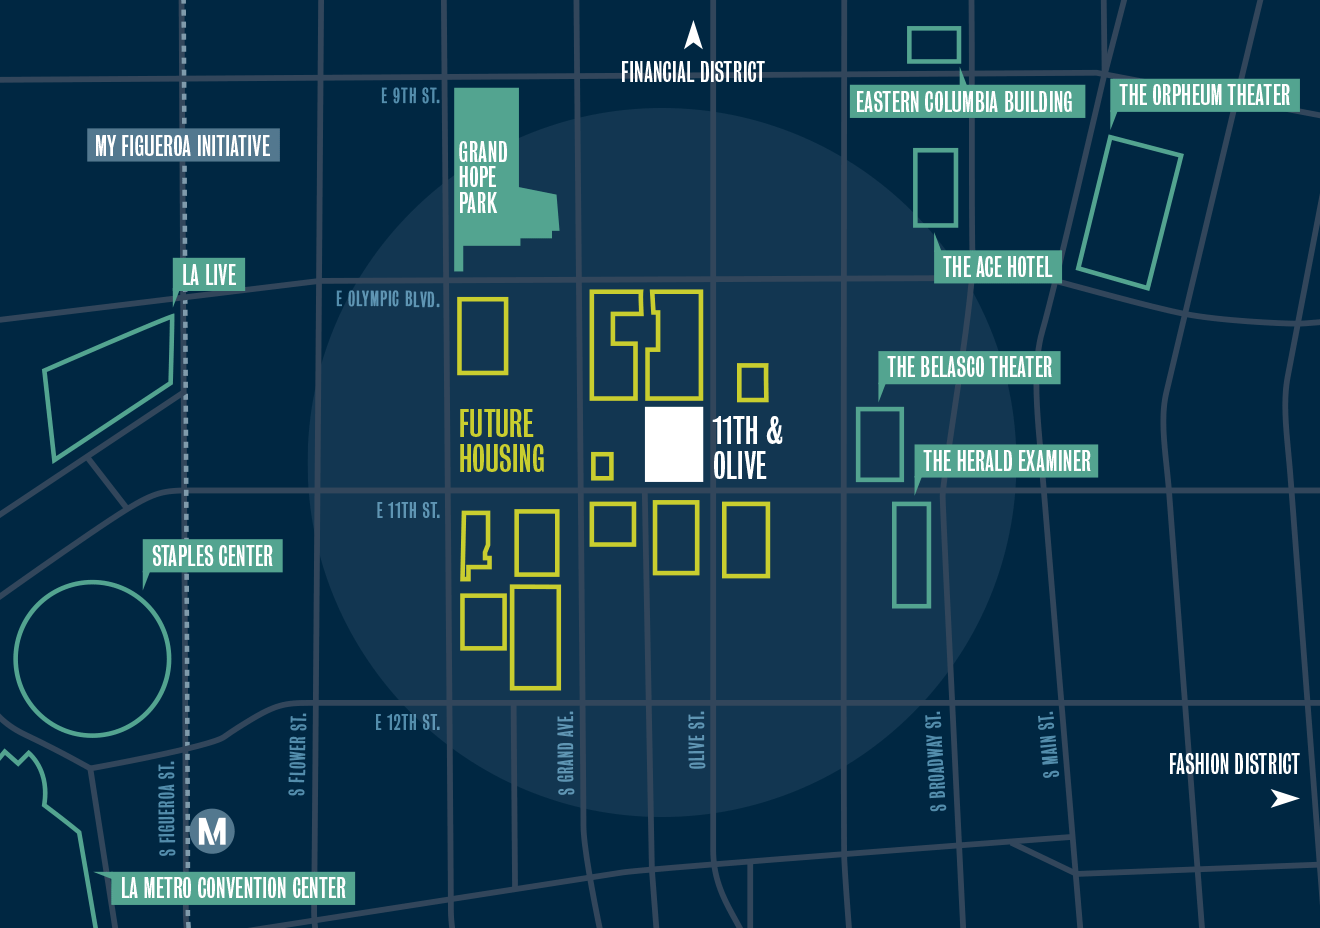 FINANCIAL DISTRICT
E 9TH ST.
EASTERN COLUMBIA BUILDING
THE ORPHEUM THEATER
MY FIGUEROA INITIATIVE
GRAND
HOPE
PARK
LA LIVE
THE ACE HOTEL
E OLYMPIC BLVD.
THE BELASCO THEATER
FUTURE
HOUSING
11TH &
OLIVE
THE HERALD EXAMINER
E 11TH ST.
STAPLES CENTER
E 12TH ST.
S FIGUEROA ST.
S FLOWER ST.
S GRAND AVE.
OLIVE ST.
S BROADWAY ST.
S MAIN ST.
FASHION DISTRICT
M
LA METRO CONVENTION CENTER